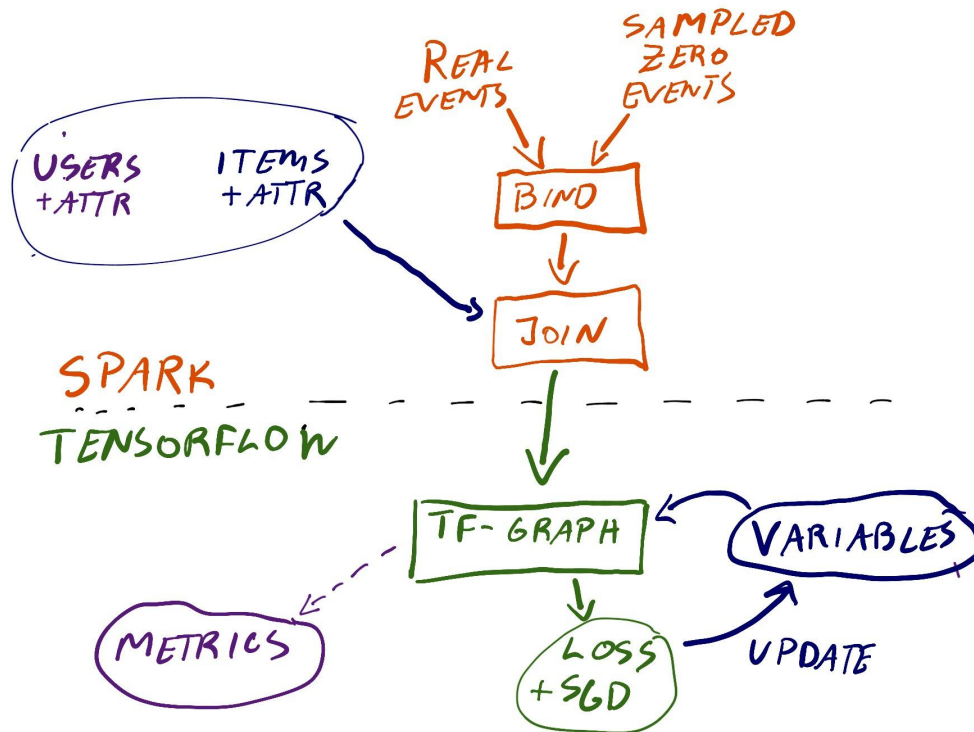 REAL
EVENTS
SAMPLED
ZERO
EVENTS
USERS
+ATTR
ITEMS
+ATTR
BIND
JOIN
SPARK
TENSORFLOW
TF-GRAPH
VARIABLES
METRICS
LOSS
+SGD
UPDATE